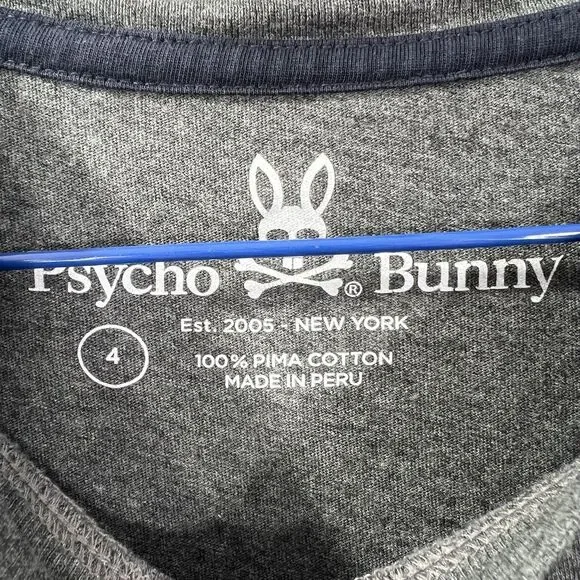 Psycho ® Bunny
Est. 2005 - NEW YORK
4
100% PIMA COTTON
MADE IN PERU